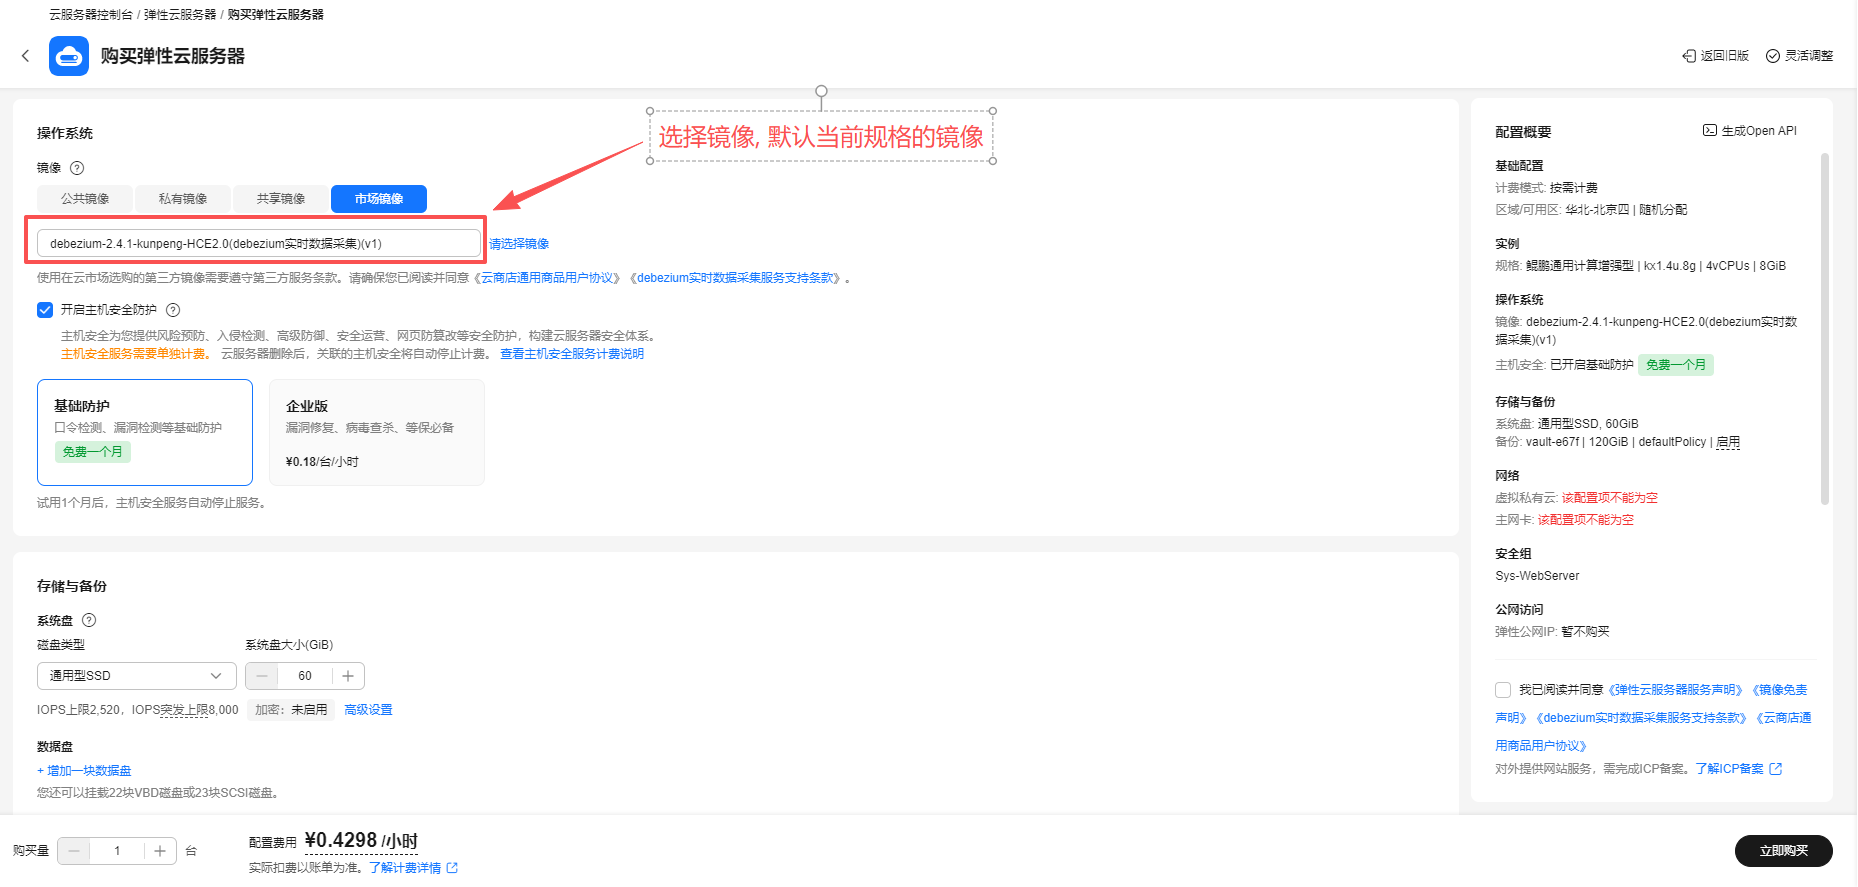 云服务器控制台 / 弹性云服务器 / 购买弹性云服务器
购买弹性云服务器
返回旧版
灵活调整
操作系统
镜像
公共镜像
私有镜像
共享镜像
市场镜像
选择镜像, 默认当前规格的镜像
debezium-2.4.1-kunpeng-HCE2.0(debezium实时数据采集)(v1)
请选择镜像
使用在云市场选购的第三方镜像需要遵守第三方服务条款。请确保您已阅读并同意《云商店通用商品用户协议》《debezium实时数据采集服务支持条款》。
开启主机安全防护
主机安全为您提供风险预防、入侵检测、高级防御、安全运营、网页防篡改等安全防护，构建云服务器安全体系。
主机安全服务需要单独计费。 云服务器删除后，关联的主机安全将自动停止计费。 查看主机安全服务计费说明
基础防护
口令检测、漏洞检测等基础防护
免费一个月
企业版
漏洞修复、病毒查杀、等保必备
¥0.18/台/小时
试用1个月后，主机安全服务自动停止服务。
存储与备份
系统盘
磁盘类型
系统盘大小(GiB)
通用型SSD
60
IOPS上限2,520，IOPS突发上限8,000
加密：未启用
高级设置
数据盘
+ 增加一块数据盘
您还可以挂载22块VBD磁盘或23块SCSI磁盘。
配置概要
生成Open API
基础配置
计费模式: 按需计费
区域/可用区: 华北-北京四 | 随机分配
实例
规格: 鲲鹏通用计算增强型 | kx1.4u.8g | 4vCPUs | 8GiB
操作系统
镜像: debezium-2.4.1-kunpeng-HCE2.0(debezium实时数
据采集)(v1)
主机安全: 已开启基础防护 免费一个月
存储与备份
系统盘: 通用型SSD, 60GiB
备份: vault-e67f | 120GiB | defaultPolicy | 启用
网络
虚拟私有云: 该配置项不能为空
主网卡: 该配置项不能为空
安全组
Sys-WebServer
公网访问
弹性公网IP: 暂不购买
我已阅读并同意《弹性云服务器服务声明》《镜像免责
声明》《debezium实时数据采集服务支持条款》《云商店通
用商品用户协议》
对外提供网站服务，需完成ICP备案。了解ICP备案
购买量
1
台
配置费用 ¥0.4298 /小时
实际扣费以账单为准。了解计费详情
立即购买